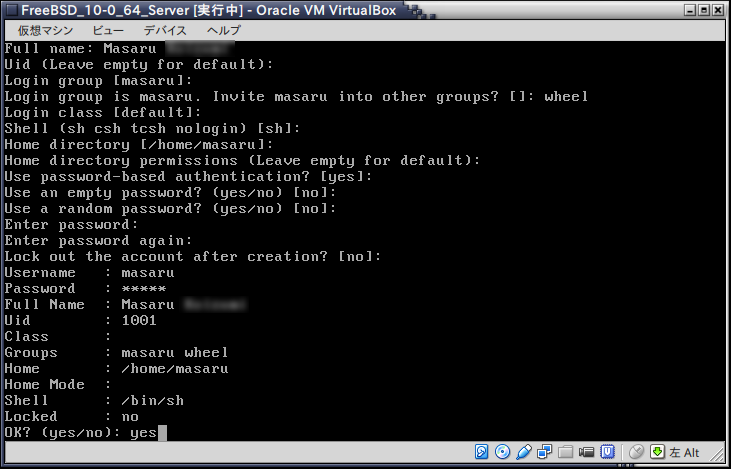 FreeBSD_10-0_64_Server [実行中] - Oracle VM VirtualBox
仮想マシン ビュー デバイス ヘルプ
Full name: Masaru
Uid (Leave empty for default):
Login group [masaru]:
Login group is masaru. Invite masaru into other groups? []: wheel
Login class [default]:
Shell (sh csh tcsh nologin) [sh]:
Home directory [/home/masaru]:
Home directory permissions (Leave empty for default):
Use password-based authentication? [yes]:
Use an empty password? (yes/no) [no]:
Use a random password? (yes/no) [no]:
Enter password:
Enter password again:
Lock out the account after creation? [no]:
Username : masaru
Password : *****
Full Name : Masaru
Uid : 1001
Class :
Groups : masaru wheel
Home : /home/masaru
Home Mode :
Shell : /bin/sh
Locked : no
OK? (yes/no): yes
左 Alt